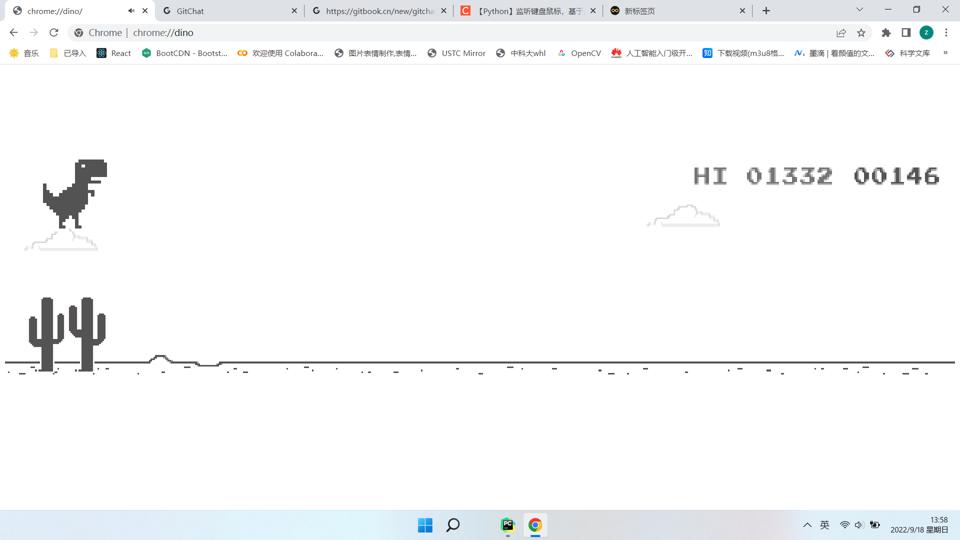 chrome://dino/
GitChat
https://gitbook.cn/new/gitcha
【Python】监听键盘鼠标，基于
新标签页
Chrome | chrome://dino
音乐
已导入
React
BootCDN - Bootst...
欢迎使用 Colabora...
图片表情制作,表情...
USTC Mirror
中科大whl
OpenCV
人工智能入门极开...
下载视频(m3u8格...
墨滴 | 看颜值的文...
科学文库
»
HI 01332 00146
英
13:58
2022/9/18 星期日